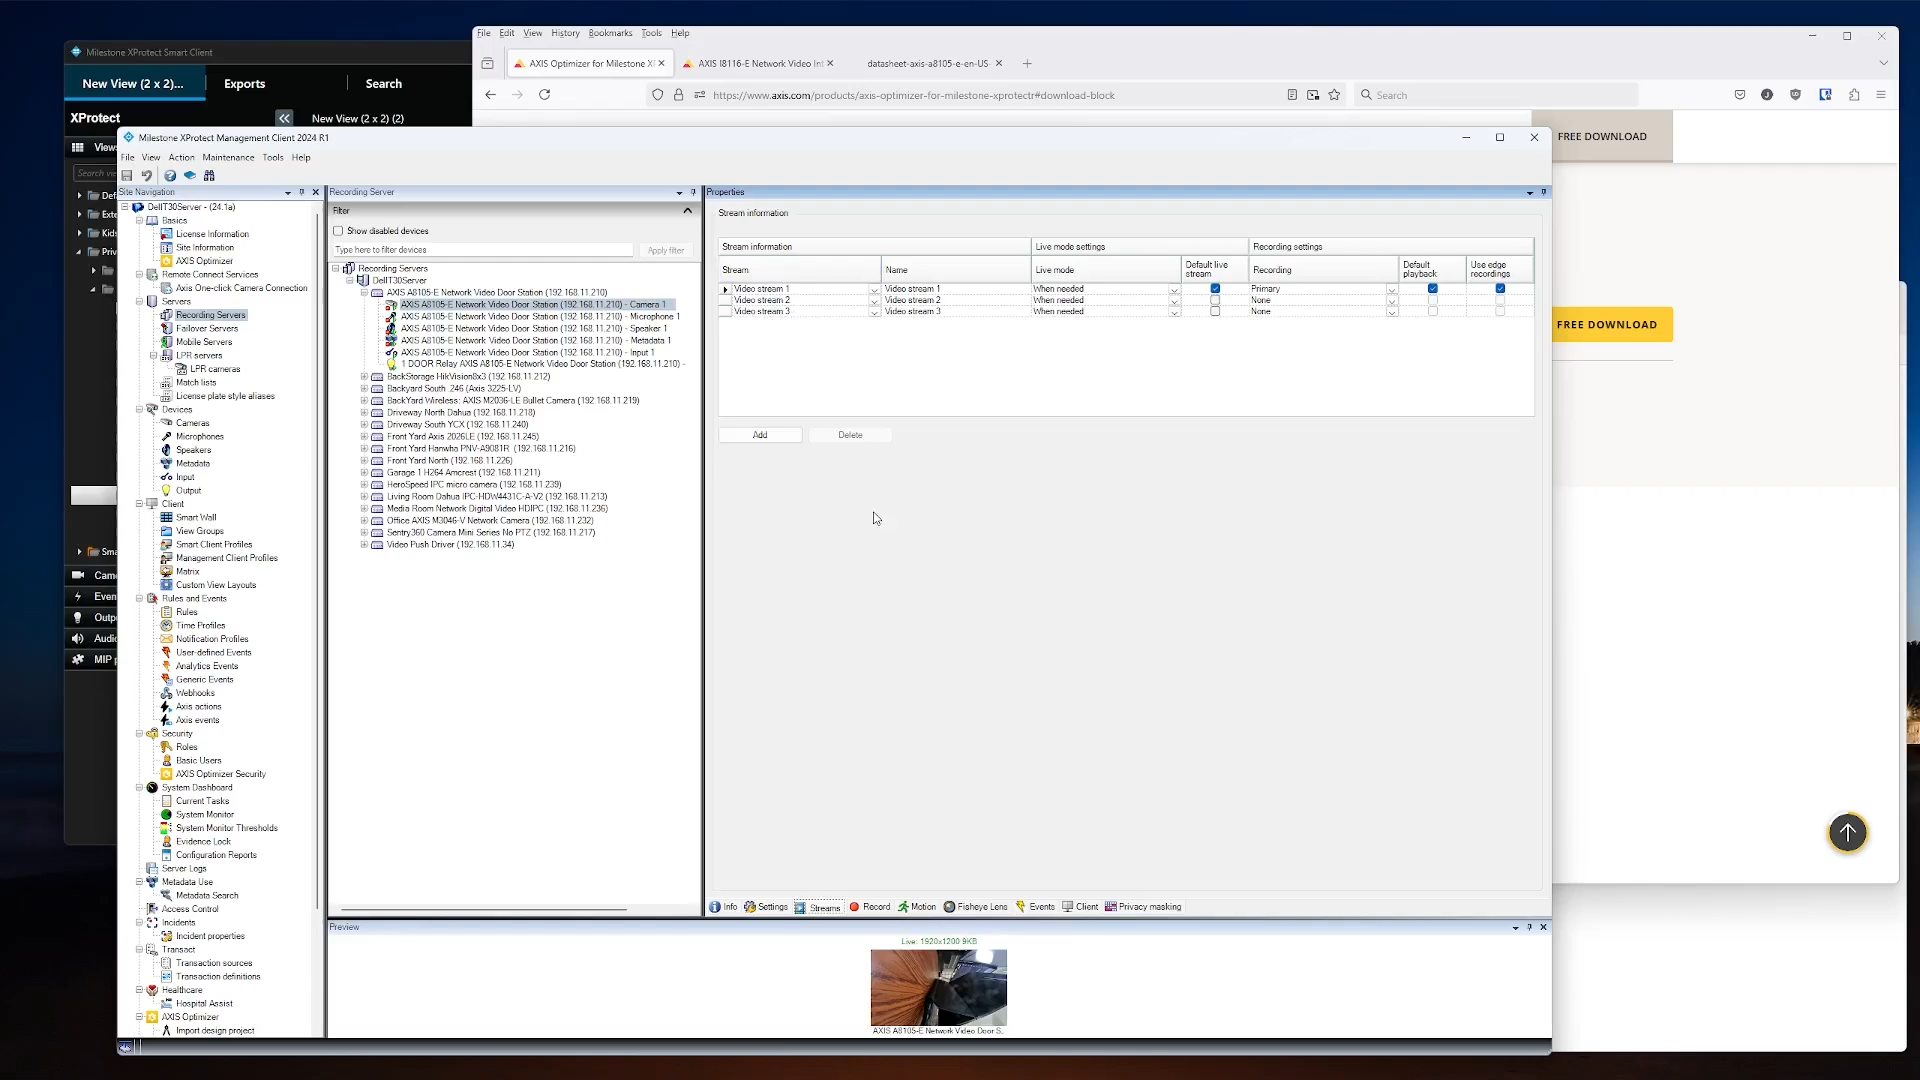 Milestone XProtect Smart Client
New View (2 x 2)...
Exports
Search
XProtect
New View (2 x 2) (2)
File Edit View History Bookmarks Tools Help
AXIS Optimizer for Milestone XF
AXIS I8116-E Network Video Int
datasheet-axis-a8105-e-en-US-
https://www.axis.com/products/axis-optimizer-for-milestone-xprotectr#download-block
Search
FREE DOWNLOAD
FREE DOWNLOAD
Milestone XProtect Management Client 2024 R1
File View Action Maintenance Tools Help
Site Navigation
DellT30Server - (24.1a)
Basics
License Information
Site Information
AXIS Optimizer
Remote Connect Services
Axis One-click Camera Connection
Servers
Recording Servers
Failover Servers
Mobile Servers
LPR servers
LPR cameras
Match lists
License plate style aliases
Devices
Cameras
Microphones
Speakers
Metadata
Input
Output
Client
Smart Wall
View Groups
Smart Client Profiles
Management Client Profiles
Matrix
Custom View Layouts
Rules and Events
Rules
Time Profiles
Notification Profiles
User-defined Events
Analytics Events
Generic Events
Webhooks
Axis actions
Axis events
Security
Roles
Basic Users
AXIS Optimizer Security
System Dashboard
Current Tasks
System Monitor
System Monitor Thresholds
Evidence Lock
Configuration Reports
Server Logs
Metadata Use
Metadata Search
Access Control
Incidents
Incident properties
Transact
Transaction sources
Transaction definitions
Healthcare
Hospital Assist
AXIS Optimizer
Import design project
Recording Server
Filter
Show disabled devices
Type here to filter devices
Apply filter
Recording Servers
DellT30Server
AXIS A8105-E Network Video Door Station (192.168.11.210)
AXIS A8105-E Network Video Door Station (192.168.11.210) - Camera 1
AXIS A8105-E Network Video Door Station (192.168.11.210) - Microphone 1
AXIS A8105-E Network Video Door Station (192.168.11.210) - Speaker 1
AXIS A8105-E Network Video Door Station (192.168.11.210) - Metadata 1
AXIS A8105-E Network Video Door Station (192.168.11.210) - Input 1
1 DOOR Relay AXIS A8105-E Network Video Door Station (192.168.11.210) -
BackStorage HikVision8x3 (192.168.11.212)
Backyard South .246 (Axis 3225-LV)
BackYard Wireless: AXIS M2036-LE Bullet Camera (192.168.11.219)
Driveway North Dahua (192.168.11.218)
Driveway South YCX (192.168.11.240)
Front Yard Axis 2026LE (192.168.11.245)
Front Yard Hanwha PNV-A9081R (192.168.11.216)
Front Yard North (192.168.11.226)
Garage 1 H264 Amcrest (192.168.11.211)
HeroSpeed IPC micro camera (192.168.11.239)
Living Room Dahua IPC-HDW4431C-A-V2 (192.168.11.213)
Media Room Network Digital Video HDIPC (192.168.11.236)
Office AXIS M3046-V Network Camera (192.168.11.232)
Sentry360 Camera Mini Series No PTZ (192.168.11.217)
Video Push Driver (192.168.11.34)
Properties
Stream information
Stream information Live mode settings Recording settings
Stream Name Live mode Default live stream Recording Default playback Use edge recordings
Video stream 1 Video stream 1 When needed Primary
Video stream 2 Video stream 2 When needed None
Video stream 3 Video stream 3 When needed None
Add Delete
Info Settings Streams Record Motion Fisheye Lens Events Client Privacy masking
Preview
Live: 1920x1200 9KB
AXIS A8105-E Network Video Door S...
Views
Search vie
Def
Exte
Kids
Priv
Sma
Came
Even
Outpu
Audio
MIP p